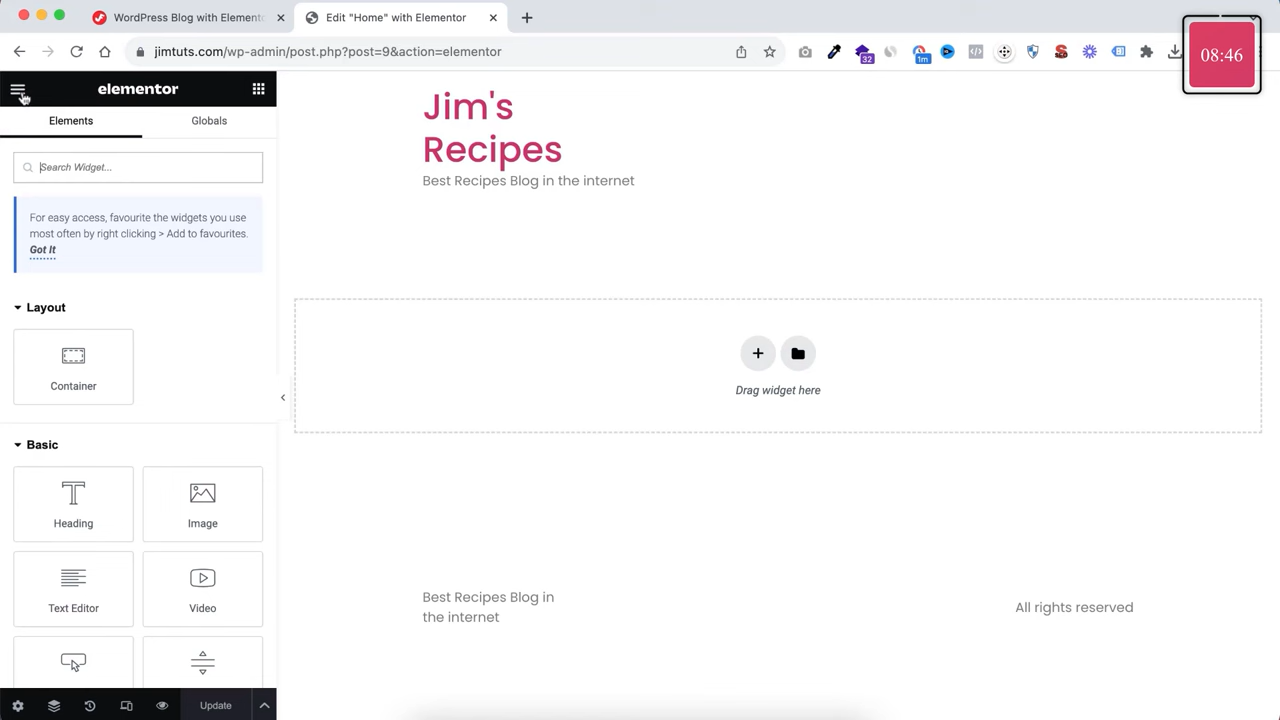 WordPress Blog with Elemento
Edit "Home" with Elementor
jimtuts.com/wp-admin/post.php?post=9&action=elementor
32
1m
08:46
elementor
Elements
Globals
Search Widget...
For easy access, favourite the widgets you use
most often by right clicking > Add to favourites.
Got It
Layout
Container
Basic
Heading
Image
Text Editor
Video
Update
Jim's
Recipes
Best Recipes Blog in the internet
Drag widget here
Best Recipes Blog in
the internet
All rights reserved